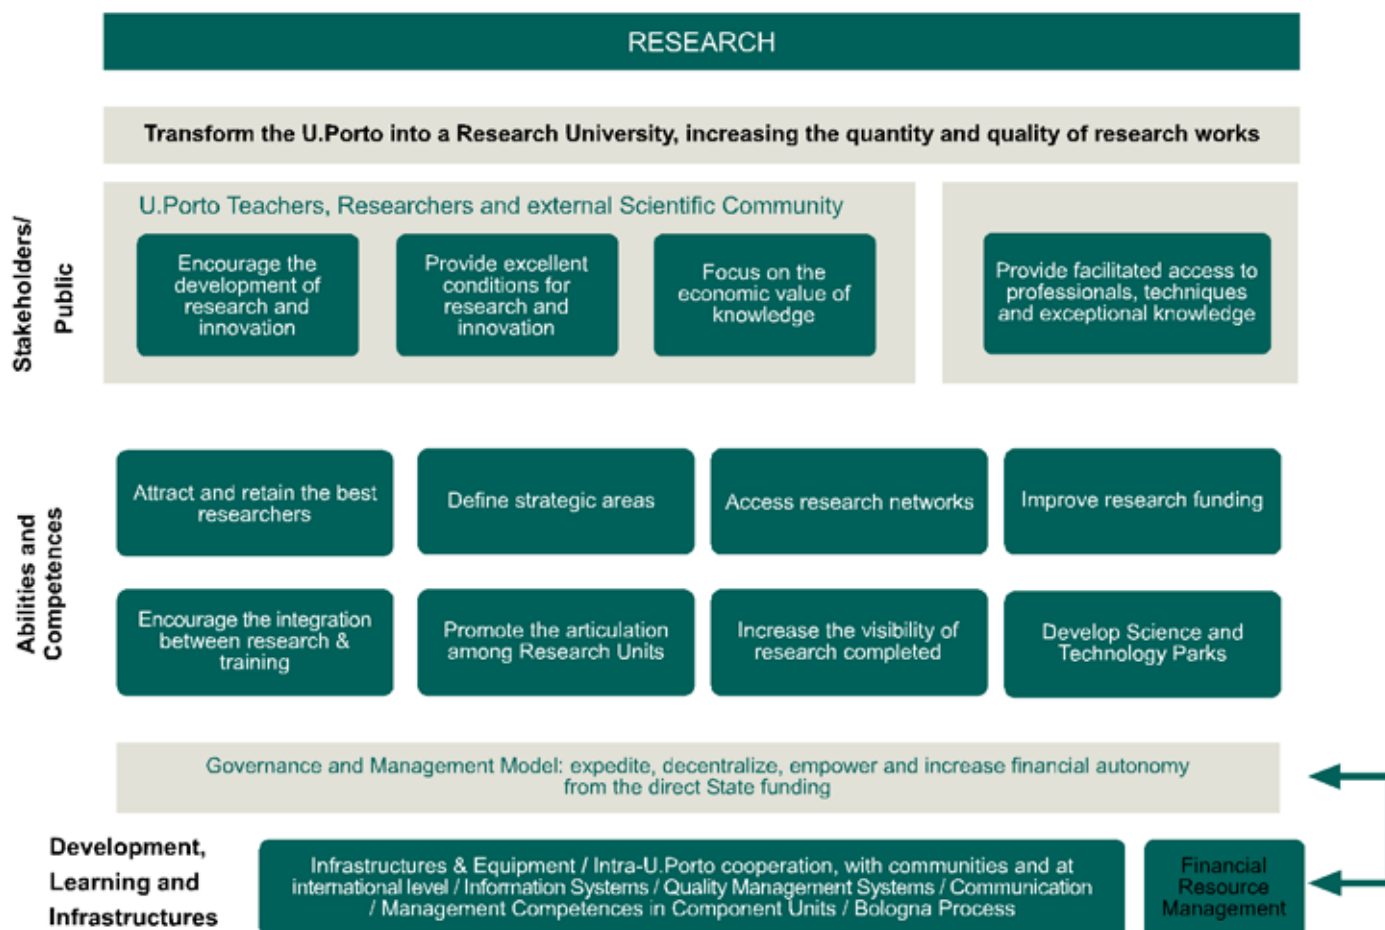 RESEARCH
Transform the U.Porto into a Research University, increasing the quantity and quality of research works
Stakeholders/
Public
U.Porto Teachers, Researchers and external Scientific Community
Encourage the
development of
research and
innovation
Provide excellent
conditions for
research and
innovation
Focus on the
economic value of
knowledge
Provide facilitated access to
professionals, techniques
and exceptional knowledge
Abilities and
Competences
Attract and retain the best
researchers
Define strategic areas
Access research networks
Improve research funding
Encourage the integration
between research &
training
Promote the articulation
among Research Units
Increase the visibility of
research completed
Develop Science and
Technology Parks
Governance and Management Model: expedite, decentralize, empower and increase financial autonomy
from the direct State funding
Development,
Learning and
Infrastructures
Infrastructures & Equipment / Intra-U.Porto cooperation, with communities and at
international level / Information Systems / Quality Management Systems / Communication
/ Management Competences in Component Units / Bologna Process
Financial
Resource
Management